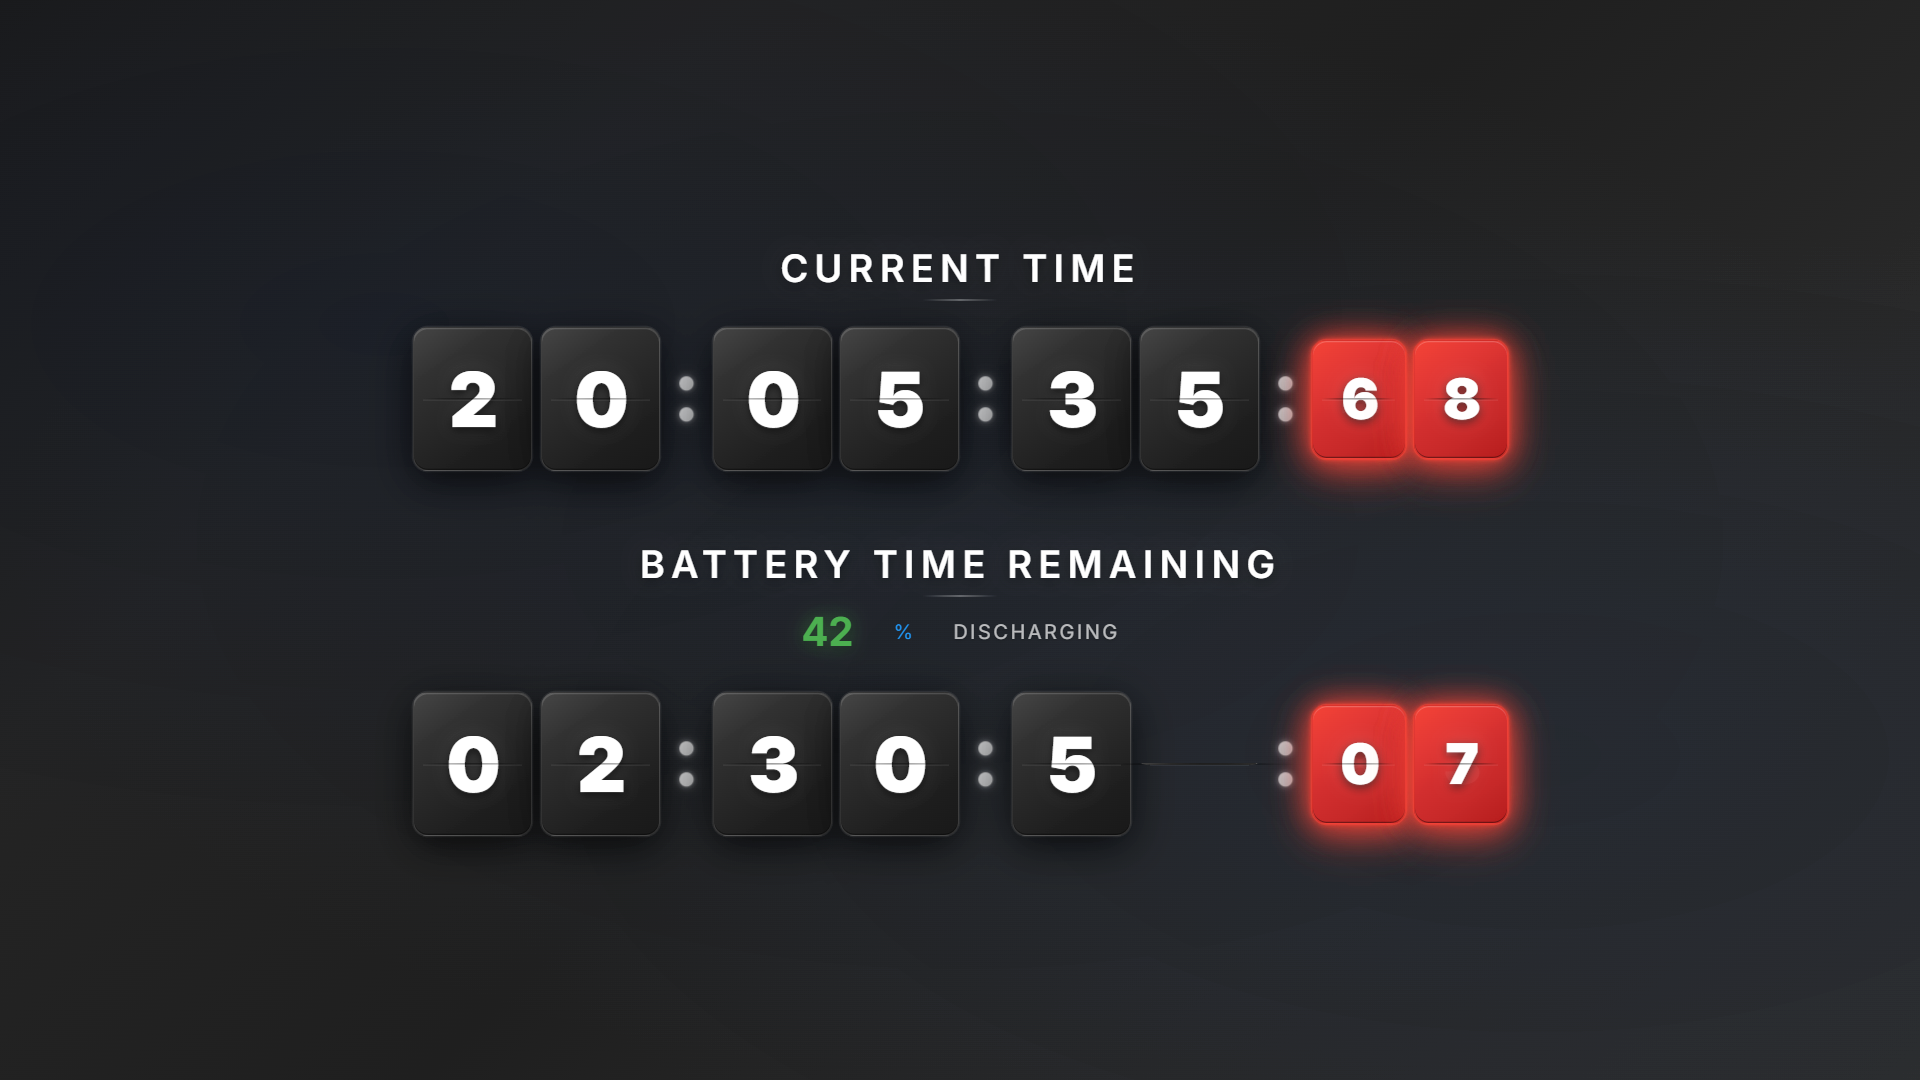 CURRENT TIME
20:05:35:68
BATTERY TIME REMAINING
42 % DISCHARGING
02:30:5 :07